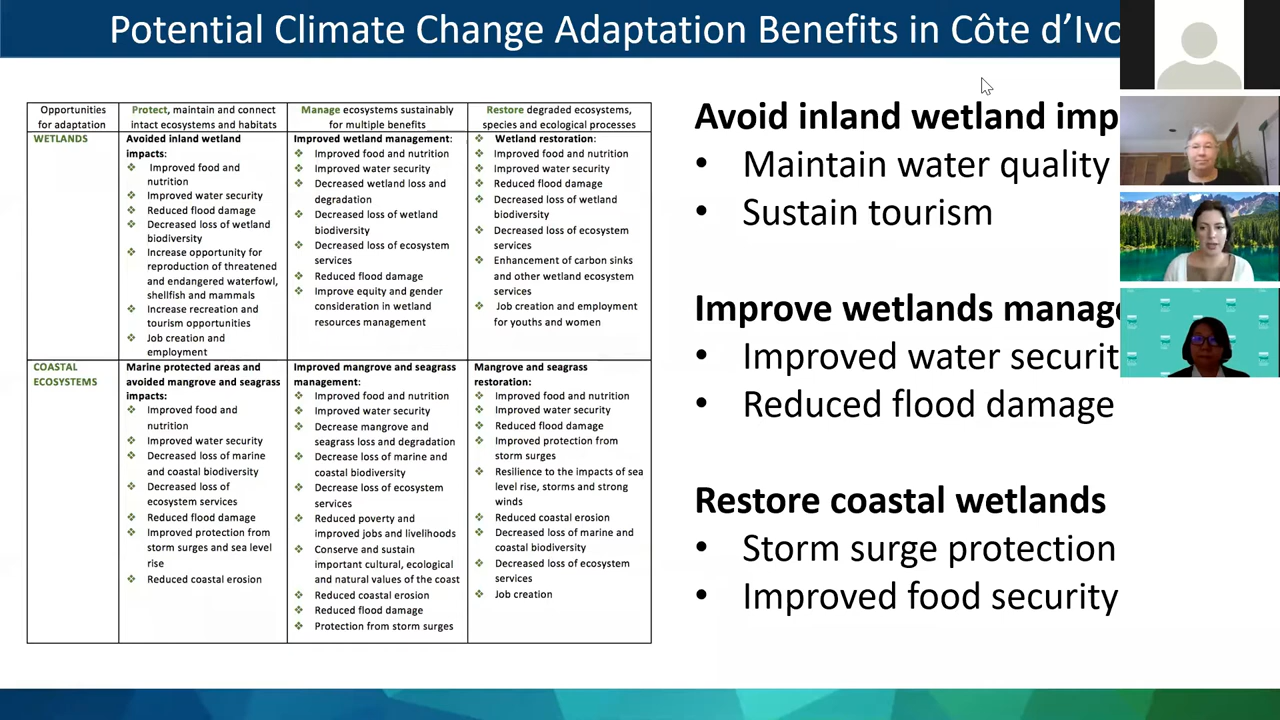 Potential Climate Change Adaptation Benefits in Côte d’Ivo
Opportunities
for adaptation
Protect, maintain and connect
intact ecosystems and habitats
Manage ecosystems sustainably
for multiple benefits
Restore degraded ecosystems,
species and ecological processes
WETLANDS
Avoided inland wetland
impacts:
❖ Improved food and
nutrition
❖ Improved water security
❖ Reduced flood damage
❖ Decreased loss of wetland
biodiversity
❖ Increase opportunity for
reproduction of threatened
and endangered waterfowl,
shellfish and mammals
❖ Increase recreation and
tourism opportunities
❖ Job creation and
employment
Improved wetland management:
❖ Improved food and nutrition
❖ Improved water security
❖ Decreased wetland loss and
degradation
❖ Decreased loss of wetland
biodiversity
❖ Decreased loss of ecosystem
services
❖ Reduced flood damage
❖ Improve equity and gender
consideration in wetland
resources management
❖ Wetland restoration:
❖ Improved food and nutrition
❖ Improved water security
❖ Reduced flood damage
❖ Decreased loss of wetland
biodiversity
❖ Decreased loss of ecosystem
services
❖ Enhancement of carbon sinks
and other wetland ecosystem
services
❖ Job creation and employment
for youths and women
COASTAL
ECOSYSTEMS
Marine protected areas and
avoided mangrove and seagrass
impacts:
❖ Improved food and
nutrition
❖ Improved water security
❖ Decreased loss of marine
and coastal biodiversity
❖ Decreased loss of
ecosystem services
❖ Reduced flood damage
❖ Improved protection from
storm surges and sea level
rise
❖ Reduced coastal erosion
Improved mangrove and seagrass
management:
❖ Improved food and nutrition
❖ Improved water security
❖ Decrease mangrove and
seagrass loss and degradation
❖ Decrease loss of marine and
coastal biodiversity
❖ Decrease loss of ecosystem
services
❖ Reduced poverty and
improved jobs and livelihoods
❖ Conserve and sustain
important cultural, ecological
and natural values of the coast
❖ Reduced coastal erosion
❖ Reduced flood damage
❖ Protection from storm surges
Mangrove and seagrass
restoration:
❖ Improved food and nutrition
❖ Improved water security
❖ Reduced flood damage
❖ Improved protection from
storm surges
❖ Resilience to the impacts of sea
level rise, storms and strong
winds
❖ Reduced coastal erosion
❖ Decreased loss of marine and
coastal biodiversity
❖ Decreased loss of ecosystem
services
❖ Job creation
Avoid inland wetland imp
• Maintain water quality
• Sustain tourism
Improve wetlands manage
• Improved water securit
• Reduced flood damage
Restore coastal wetlands
• Storm surge protection
• Improved food security